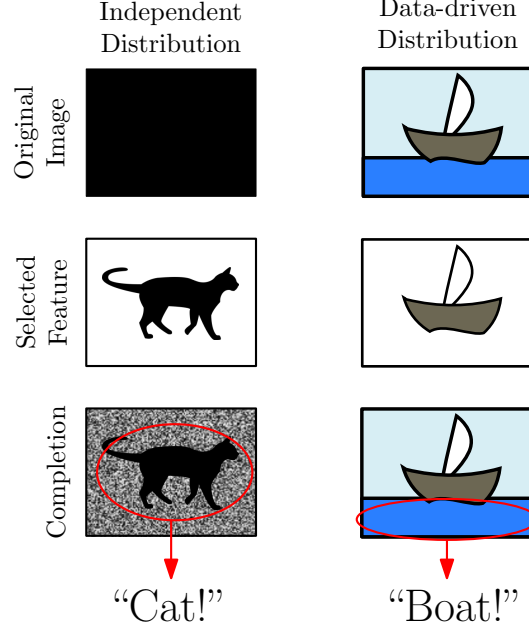 Independent
Distribution
Data-driven
Distribution
Original
Image
Selected
Feature
Completion
“Cat!”
“Boat!”